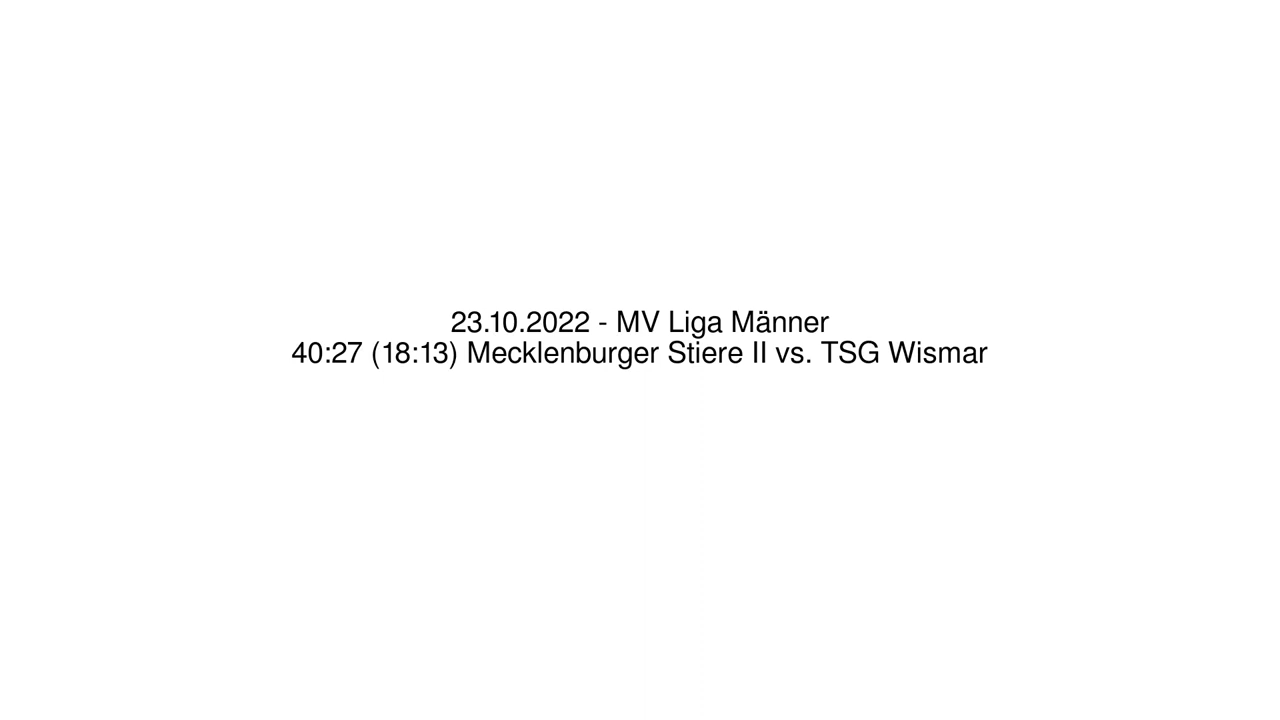 23.10.2022 - MV Liga Männer
40:27 (18:13) Mecklenburger Stiere II vs. TSG Wismar